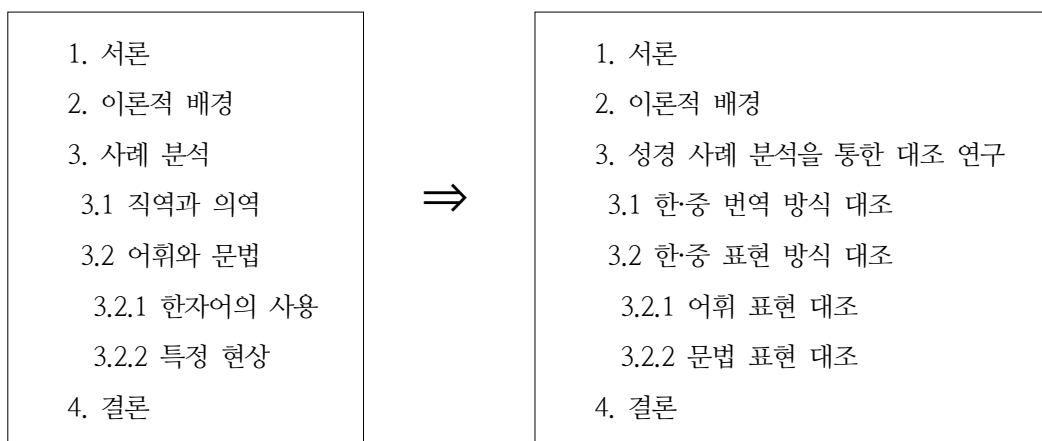 1. 서론
2. 이론적 배경
3. 사례 분석
3.1 직역과 의역
3.2 어휘와 문법
3.2.1 한자어의 사용
3.2.2 특정 현상
4. 결론
⇒
1. 서론
2. 이론적 배경
3. 성경 사례 분석을 통한 대조 연구
3.1 한·중 번역 방식 대조
3.2 한·중 표현 방식 대조
3.2.1 어휘 표현 대조
3.2.2 문법 표현 대조
4. 결론